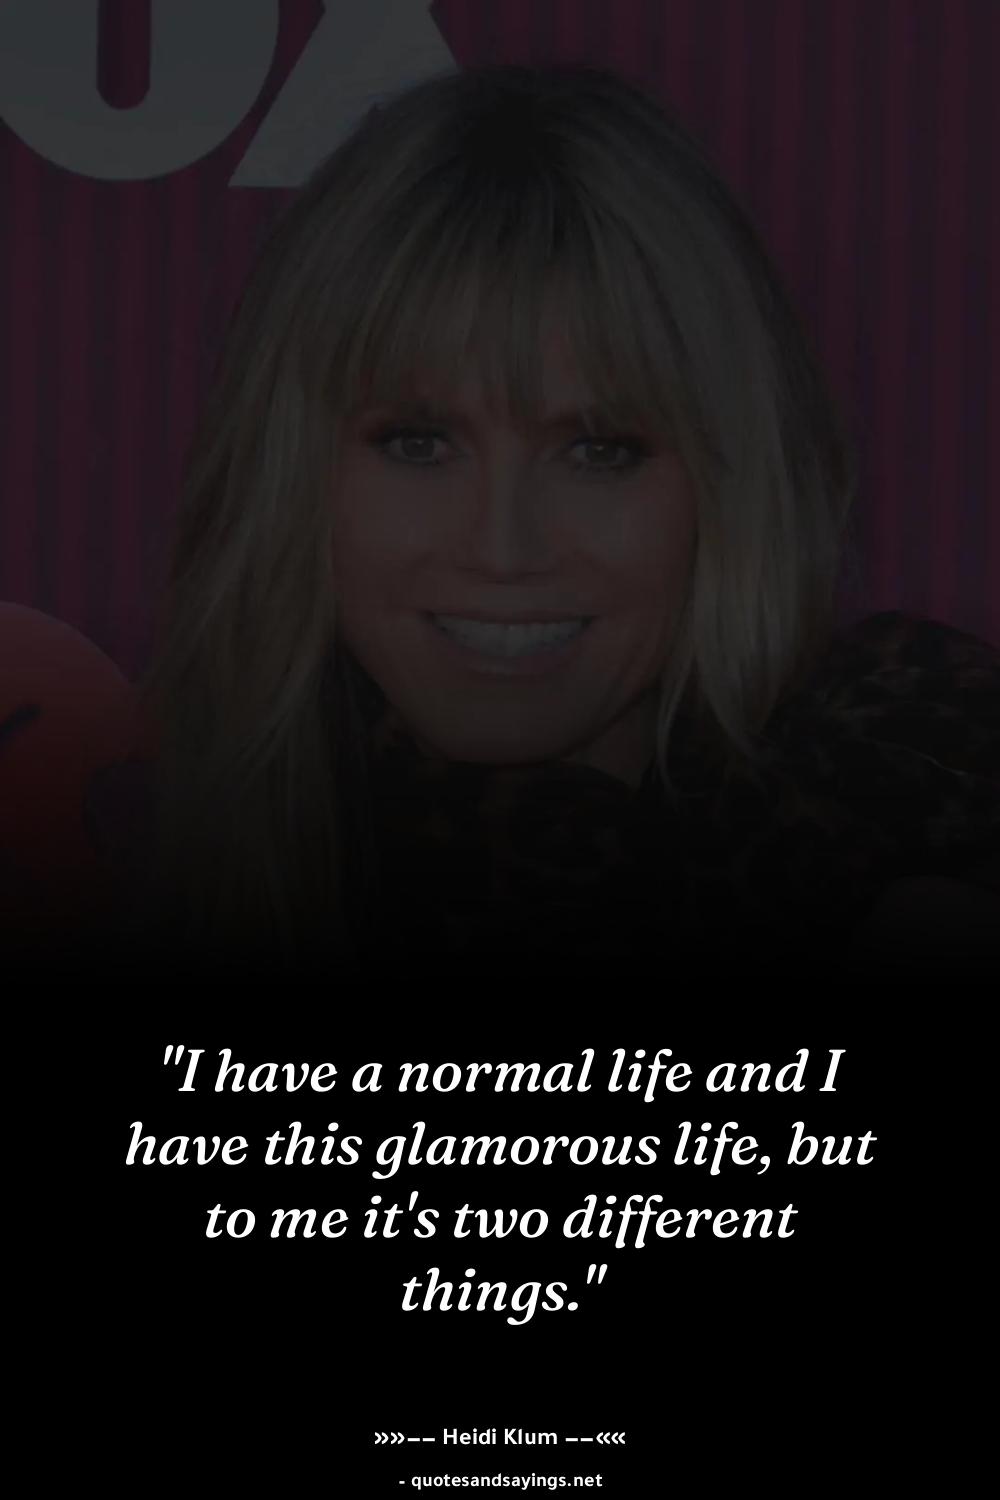 "I have a normal life and I
have this glamorous life, but
to me it's two different
things."
»»–– Heidi Klum ––««
- quotesandsayings.net